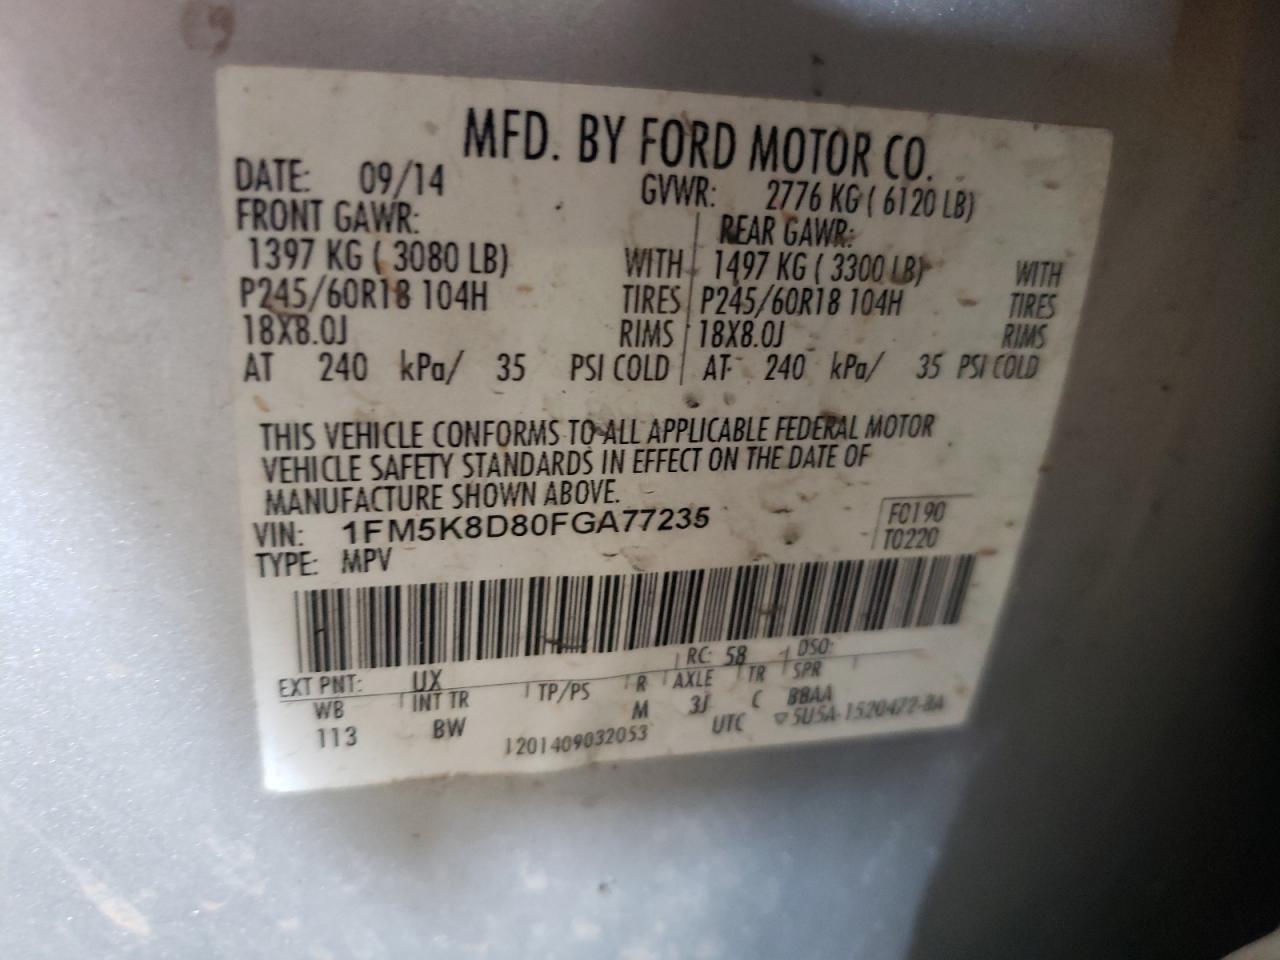 MFD. BY FORD MOTOR CO.
DATE: 09/14 GVWR: 2776 KG ( 6120 LB)
FRONT GAWR: REAR GAWR:
1397 KG ( 3080 LB) WITH 1497 KG ( 3300 LB) WITH
P245/60R18 104H TIRES P245/60R18 104H TIRES
18X8.0J RIMS 18X8.0J RIMS
AT 240 kPa/ 35 PSI COLD AT 240 kPa/ 35 PSI COLD
THIS VEHICLE CONFORMS TO ALL APPLICABLE FEDERAL MOTOR
VEHICLE SAFETY STANDARDS IN EFFECT ON THE DATE OF
MANUFACTURE SHOWN ABOVE.
VIN: 1FM5K8D80FGA77235 F0190
TYPE: MPV T0220
EXT PNT: UX RC: 58 DSO:
WB INT TR TP/PS R AXLE TR SPR
113 BW M 3J C BBAA
1201409032053 UTC ▽5U5A-1520472-BA